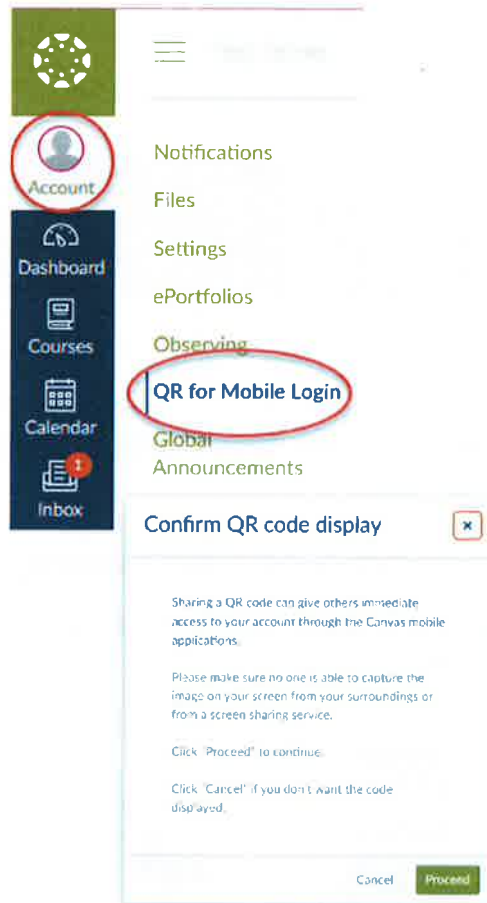 Account
Dashboard
Courses
Calendar
1
Inbox
Notifications
Files
Settings
ePortfolios
Observing
QR for Mobile Login
Global
Announcements
Confirm QR code display
x
Sharing a QR code can give others immediate
access to your account through the Canvas mobile
applications.
Please make sure no one is able to capture the
image on your screen from your surroundings or
from a screen sharing service.
Click "Proceed" to continue.
Click "Cancel" if you don't want the code
displayed.
Cancel
Proceed